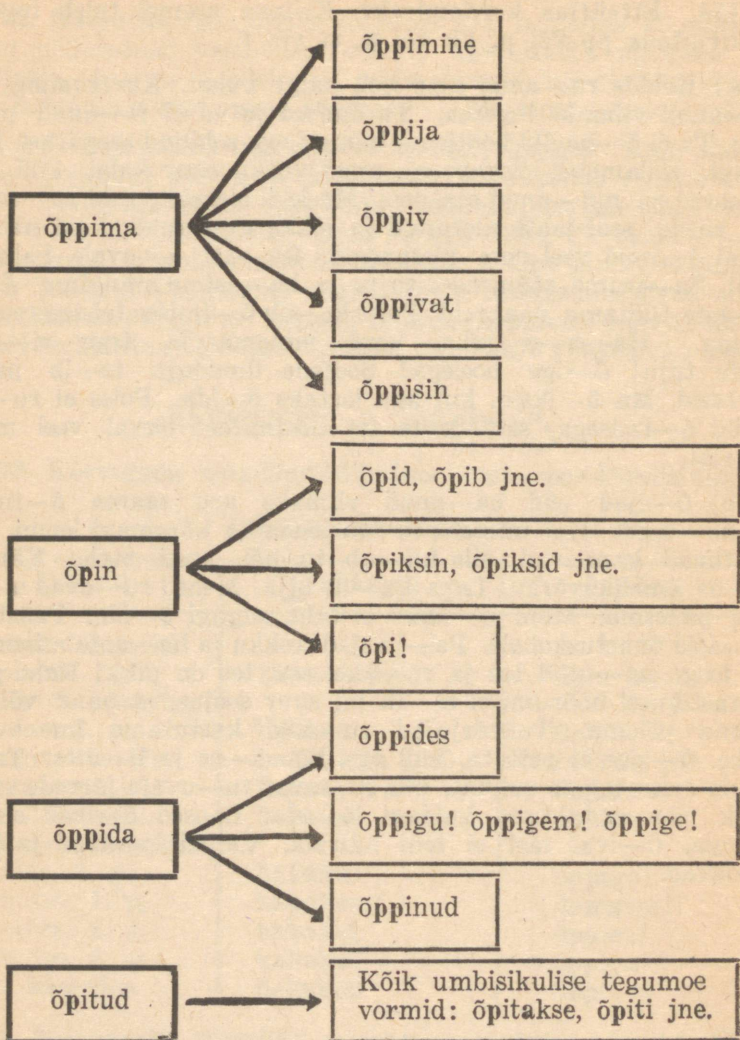 õppima
õppimine
õppija
õppiv
õppivat
õppisin
õpin
õpid, õpib jne.
õpiksin, õpiksid jne.
õpi!
õppida
õppides
õppigu! õppigem! õppige!
õppinud
õpitud
Kõik umbisikulise tegumoe
vormid: õpitakse, õpiti jne.